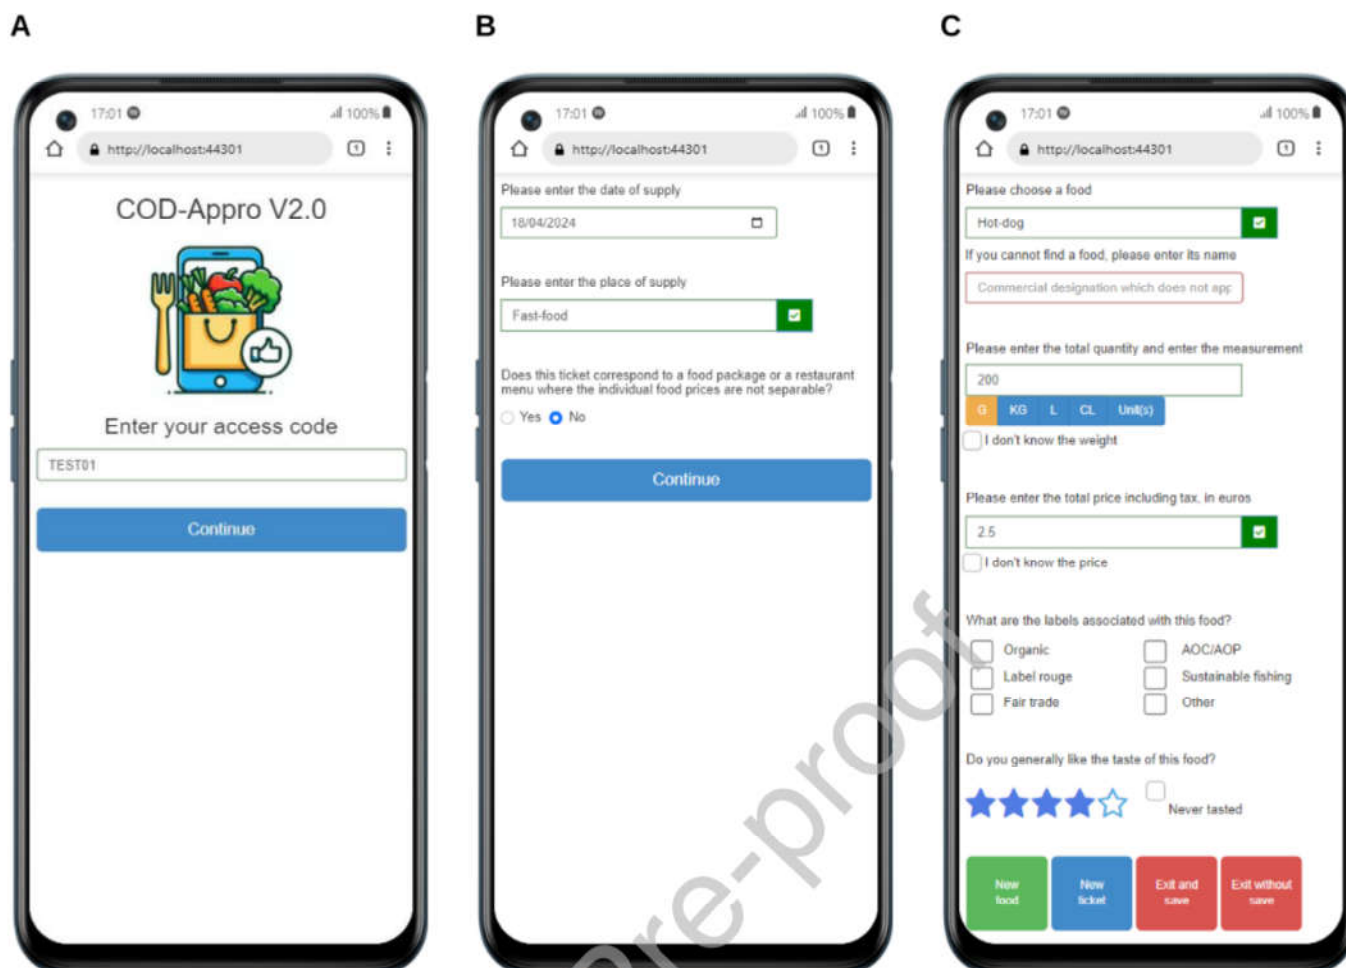 A
17:01
100%
http://localhost:44301
1
COD-Appro V2.0
Enter your access code
TEST01
Continue
B
17:01
100%
http://localhost:44301
1
Please enter the date of supply
18/04/2024
Please enter the place of supply
Fast-food
Does this ticket correspond to a food package or a restaurant
menu where the individual food prices are not separable?
Yes No
Continue
C
17:01
100%
http://localhost:44301
1
Please choose a food
Hot-dog
If you cannot find a food, please enter its name
Commercial designation which does not app
Please enter the total quantity and enter the measurement
200
G KG L CL Unit(s)
I don't know the weight
Please enter the total price including tax, in euros
2.5
I don't know the price
What are the labels associated with this food?
Organic AOC/AOP
Label rouge Sustainable fishing
Fair trade Other
Do you generally like the taste of this food?
Never tasted
New
food
New
ticket
Exit and
save
Exit without
save
Pre-proof